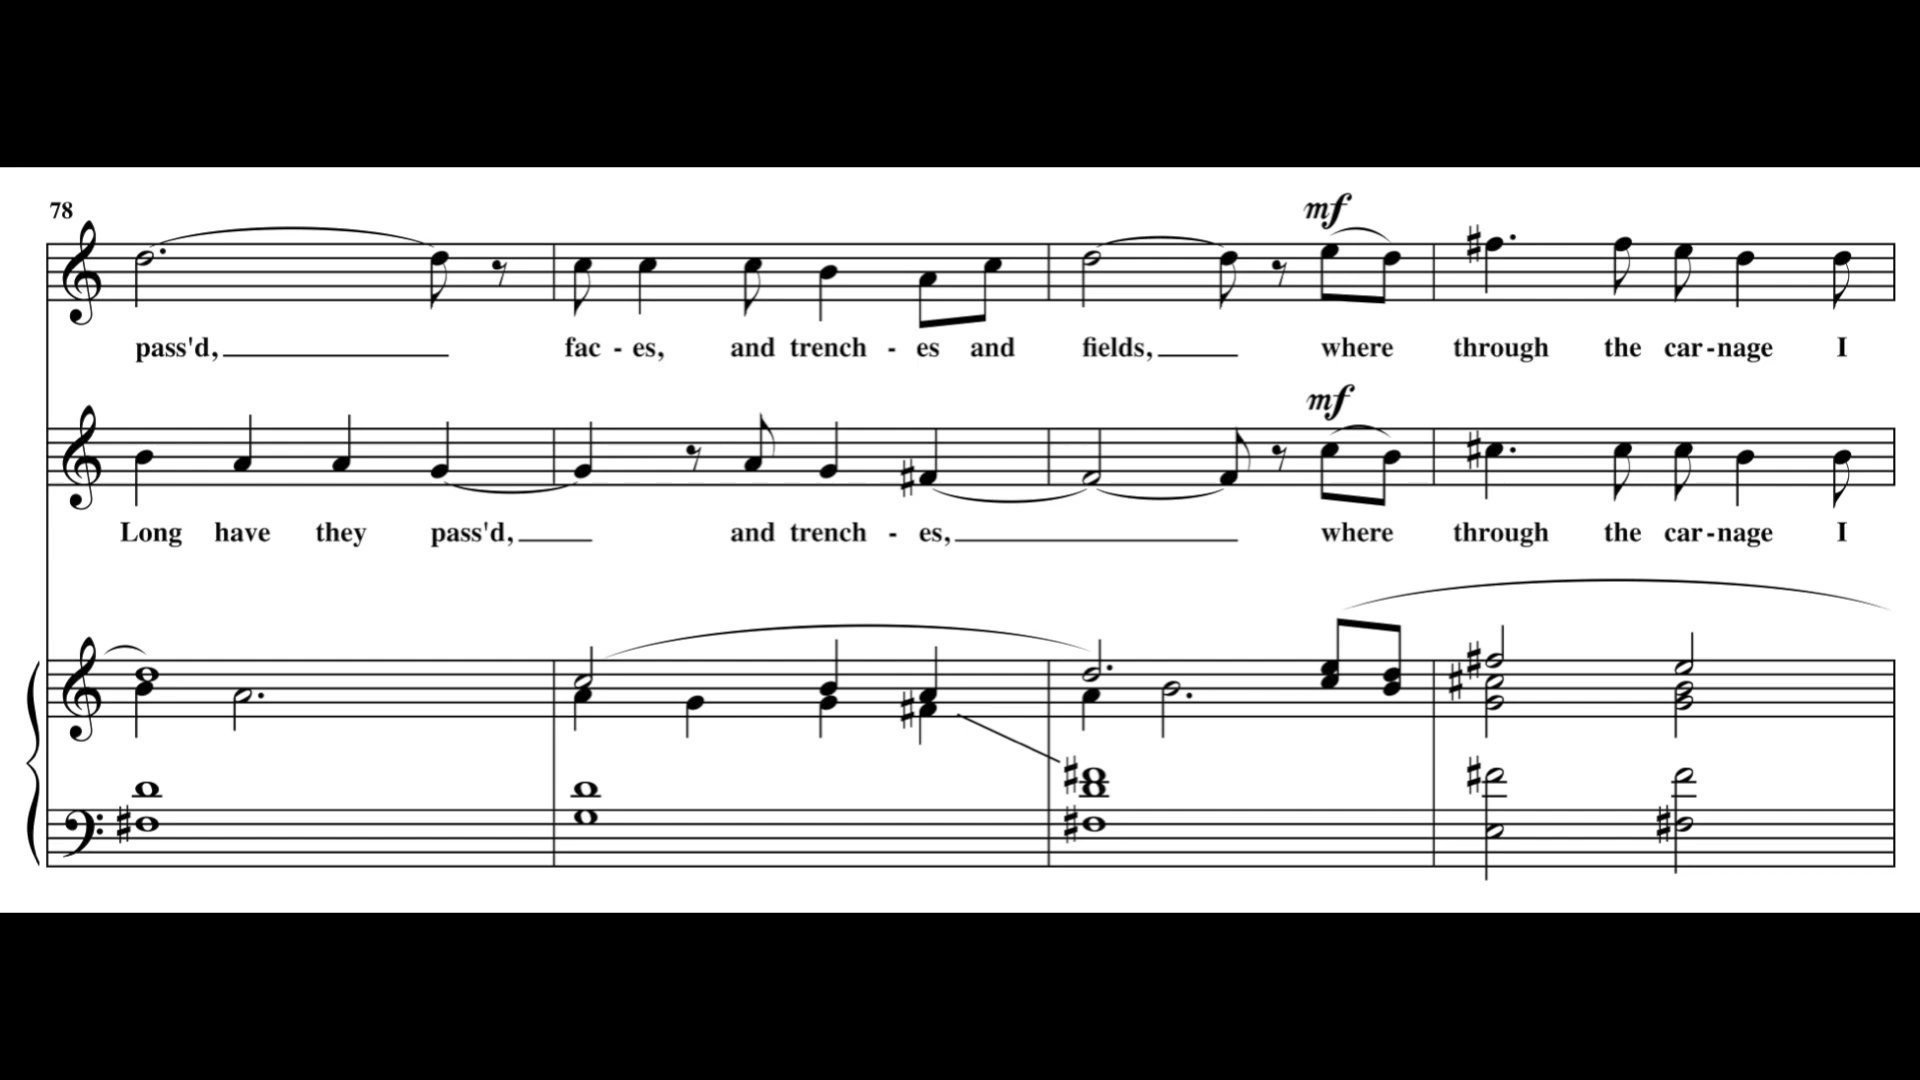 78
mf
pass'd, fac - es, and trench - es and fields, where through the car - nage I
mf
Long have they pass'd, and trench - es, where through the car - nage I